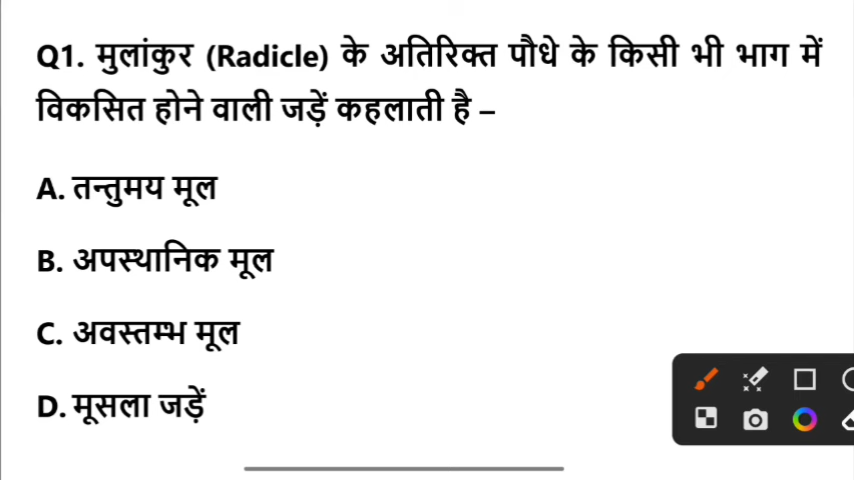 Q1. मुलांकुर (Radicle) के अतिरिक्त पौधे के किसी भी भाग में
विकसित होने वाली जड़ें कहलाती है –
A. तन्तुमय मूल
B. अपस्थानिक मूल
C. अवस्तम्भ मूल
D. मूसला जड़ें